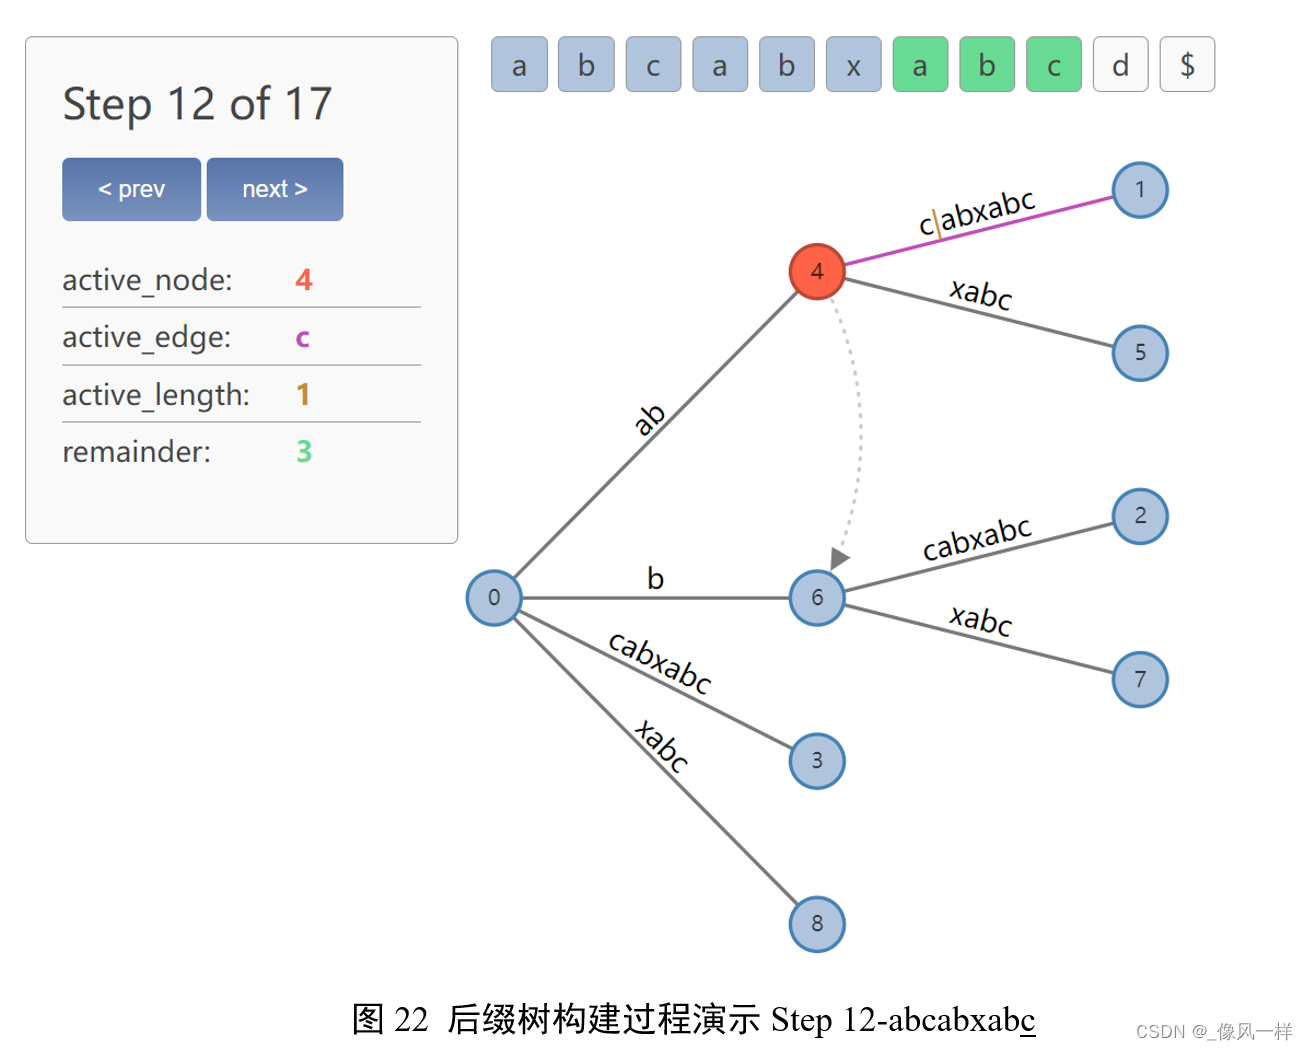 a b c a b x a b c d $
Step 12 of 17
< prev next >
active_node: 4
active_edge: c
active_length: 1
remainder: 3
c|abxabc
1
4
xabc
5
ab
cabxabc
2
b
0
6
xabc
7
cabxabc
3
xabc
8
图 22 后缀树构建过程演示 Step 12-abcabxabc
CSDN @_像风一样